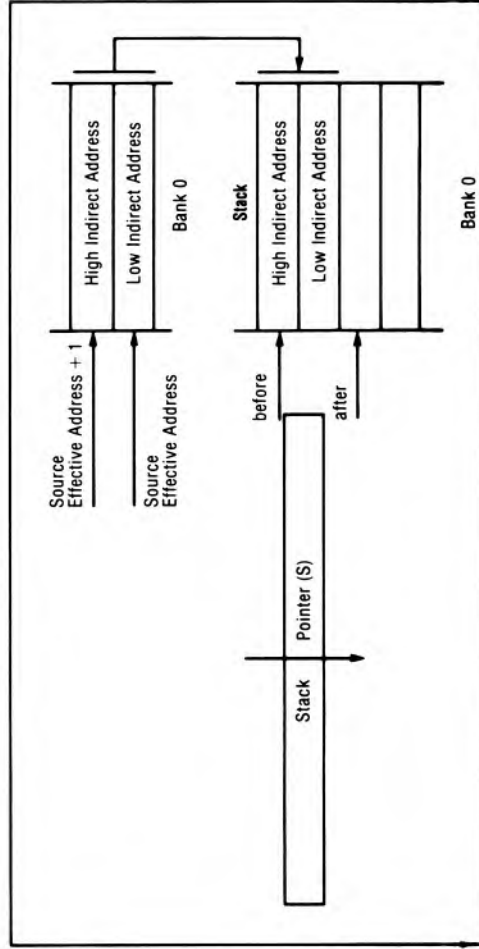 Source
Effective Address + 1
High Indirect Address
Source
Effective Address
Low Indirect Address
Bank 0
Stack
before
High Indirect Address
Low Indirect Address
after
Stack Pointer (S)
Bank 0